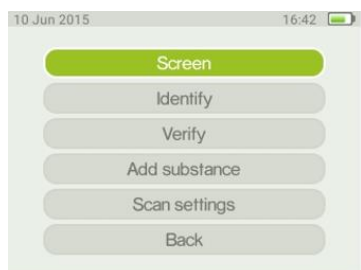 10 Jun 2015 16:42
Screen
Identify
Verify
Add substance
Scan settings
Back